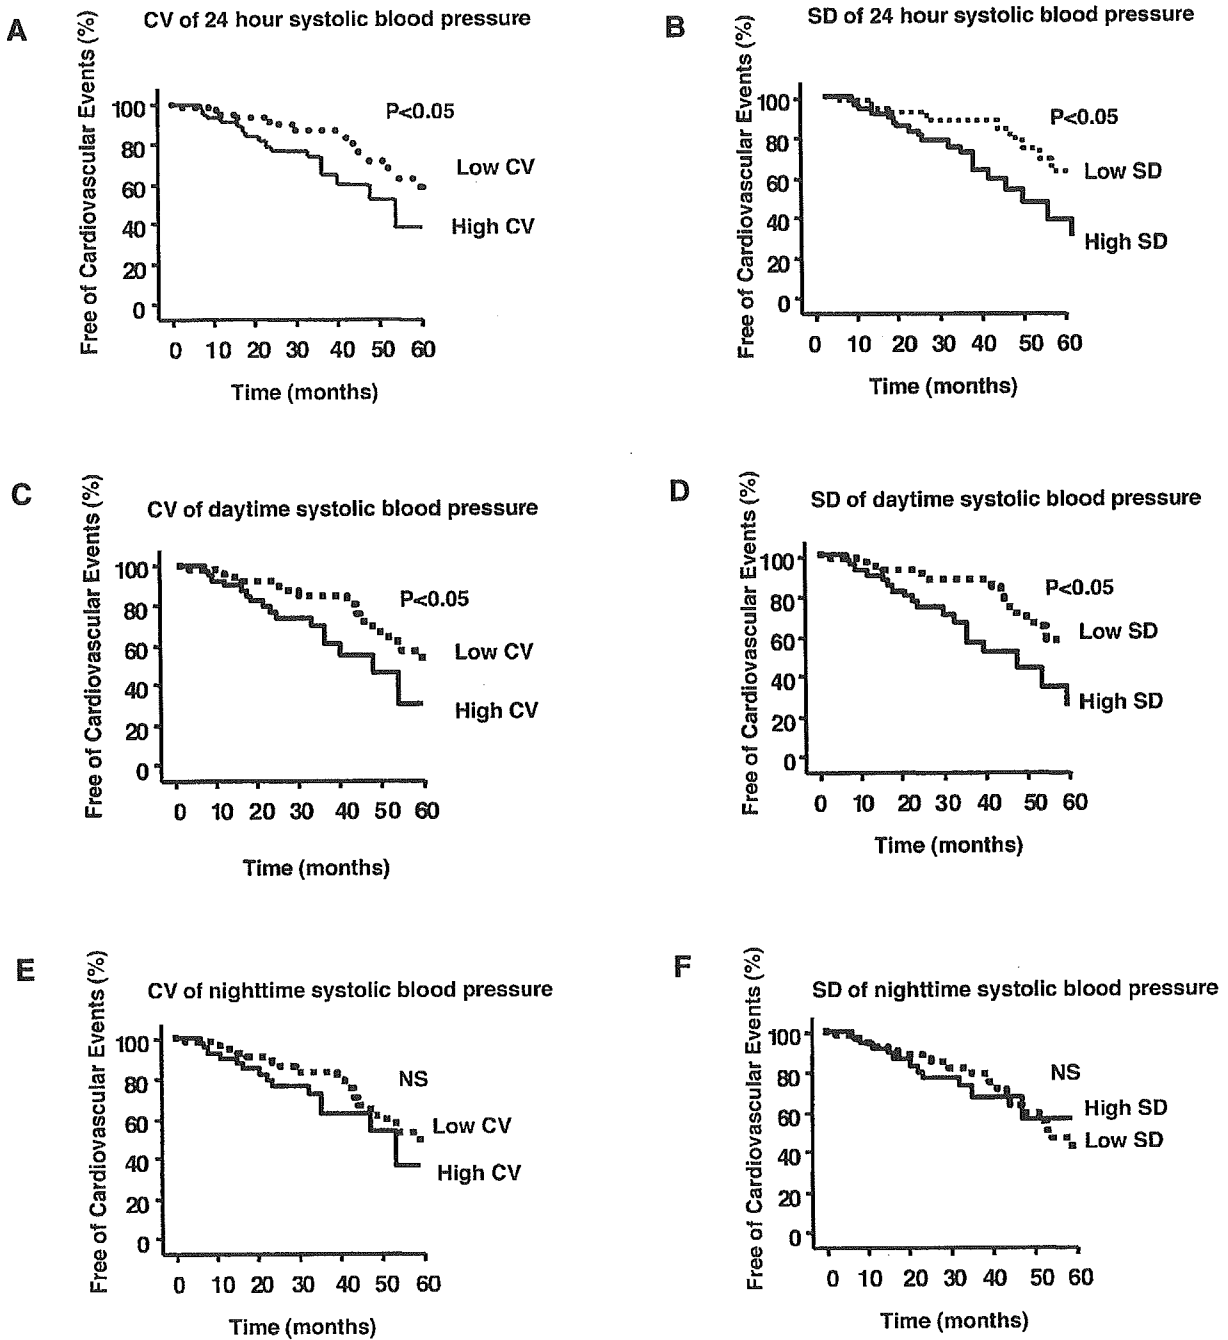 A
CV of 24 hour systolic blood pressure
Free of Cardiovascular Events (%)
100
80
60
40
20
0
P<0.05
Low CV
High CV
0 10 20 30 40 50 60
Time (months)
B
SD of 24 hour systolic blood pressure
Free of Cardiovascular Events (%)
100
80
60
40
20
0
P<0.05
Low SD
High SD
0 10 20 30 40 50 60
Time (months)
C
CV of daytime systolic blood pressure
Free of Cardiovascular Events (%)
100
80
60
40
20
0
P<0.05
Low CV
High CV
0 10 20 30 40 50 60
Time (months)
D
SD of daytime systolic blood pressure
Free of Cardiovascular Events (%)
100
80
60
40
20
0
P<0.05
Low SD
High SD
0 10 20 30 40 50 60
Time (months)
E
CV of nighttime systolic blood pressure
Free of Cardiovascular Events (%)
100
80
60
40
20
0
NS
Low CV
High CV
0 10 20 30 40 50 60
Time (months)
F
SD of nighttime systolic blood pressure
Free of Cardiovascular Events (%)
100
80
60
40
20
0
NS
High SD
Low SD
0 10 20 30 40 50 60
Time (months)